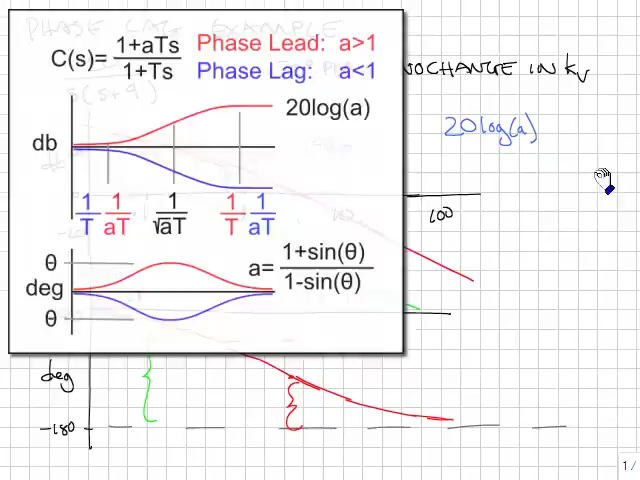 PHASE LAG EXAMPLE
C(s)= 1+aTs / 1+Ts
Phase Lead: a>1
Phase Lag: a<1
NO CHANGE IN kv
s(s+4)
20log(a)
20log(a)
db
1/T 1/aT 1/√aT 1/T 1/aT
100
θ
deg
θ
a= 1+sin(θ) / 1-sin(θ)
deg
-180
1/